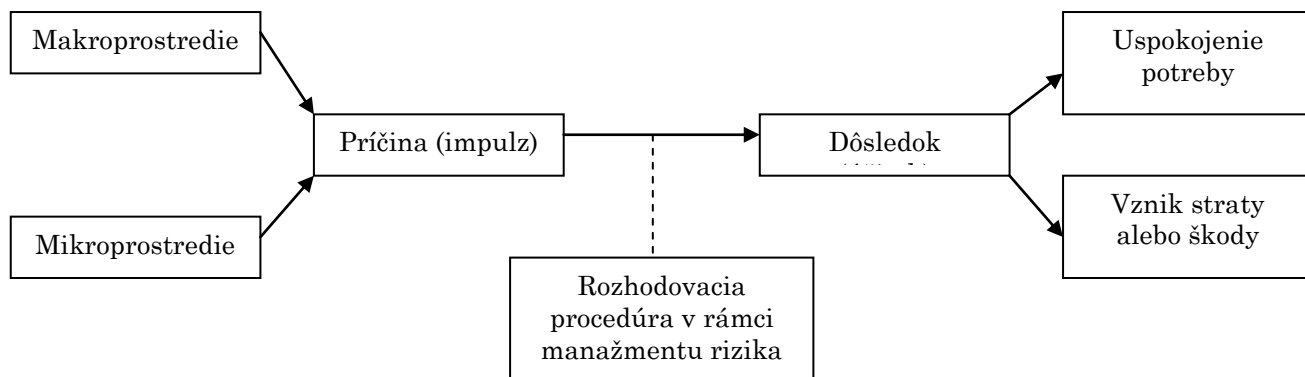 Makroprostredie
Uspokojenie
potreby
Príčina (impulz)
Dôsledok
Mikroprostredie
Vznik straty
alebo škody
Rozhodovacia
procedúra v rámci
manažmentu rizika